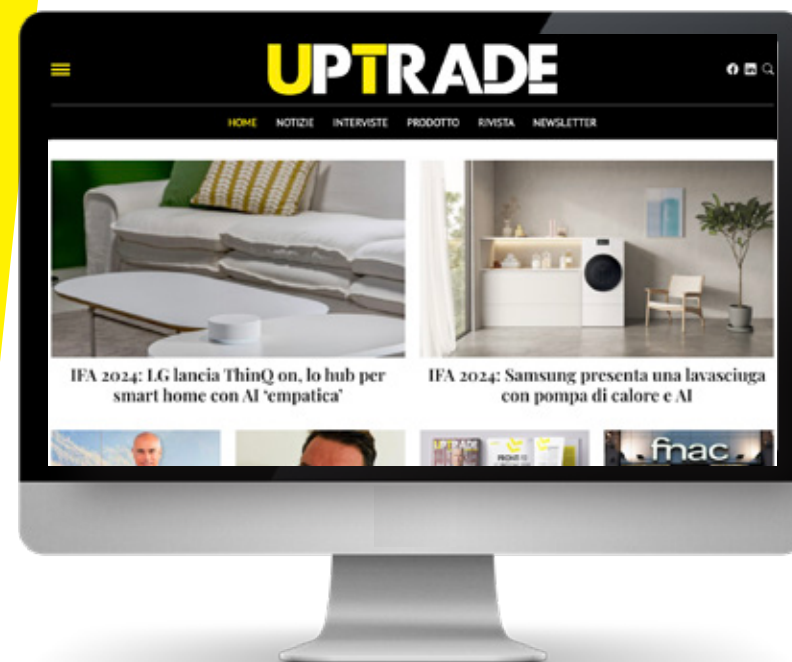 UPTRADE
HOME NOTIZIE INTERVISTE PRODOTTO RIVISTA NEWSLETTER
IFA 2024: LG lancia ThinQ on, lo hub per
smart home con AI ‘empatica’
IFA 2024: Samsung presenta una lavasciuga
con pompa di calore e AI
UPTRADE
fnac